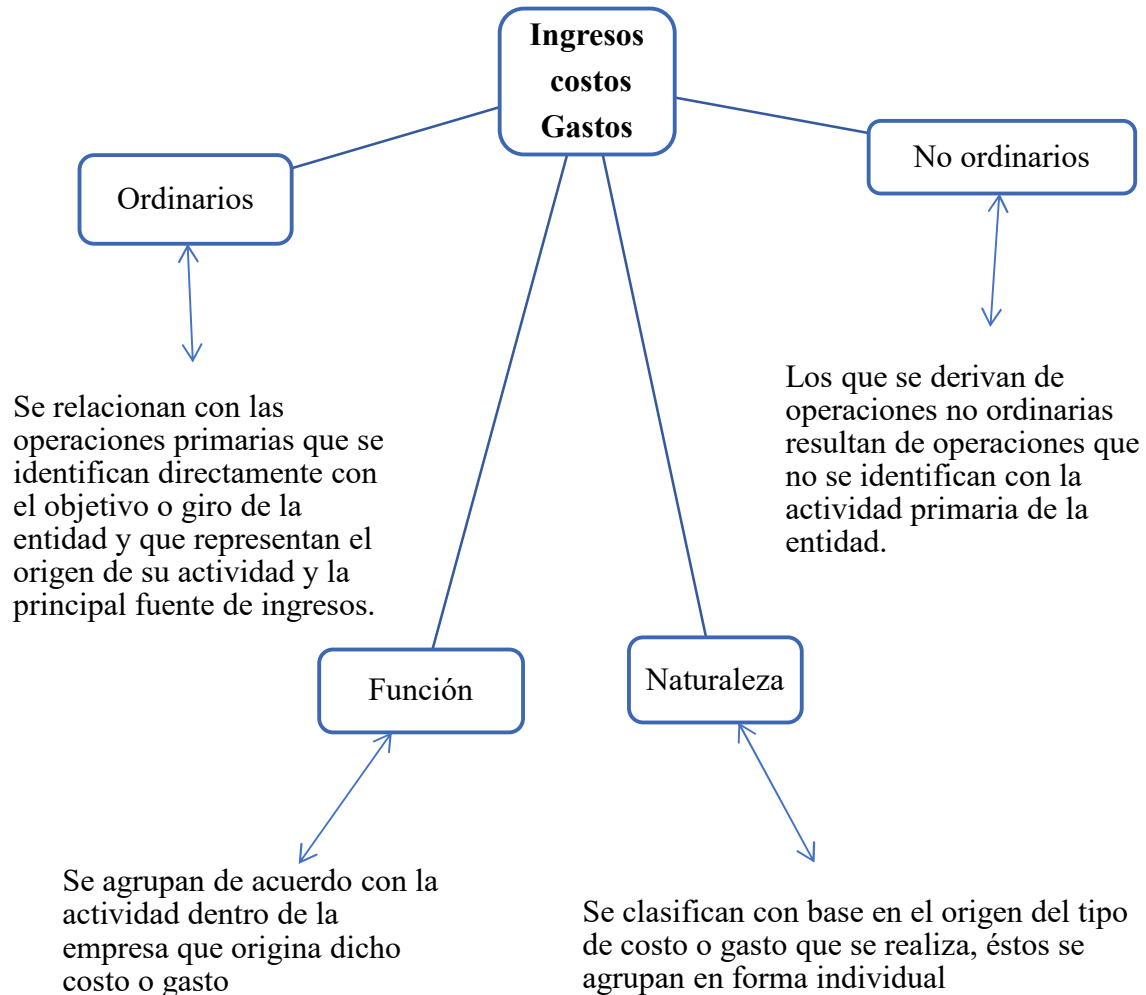 Ingresos
costos
Gastos
Ordinarios
No ordinarios
Se relacionan con las
operaciones primarias que se
identifican directamente con
el objetivo o giro de la
entidad y que representan el
origen de su actividad y la
principal fuente de ingresos.
Los que se derivan de
operaciones no ordinarias
resultan de operaciones que
no se identifican con la
actividad primaria de la
entidad.
Función
Naturaleza
Se agrupan de acuerdo con la
actividad dentro de la
empresa que origina dicho
costo o gasto
Se clasifican con base en el origen del tipo
de costo o gasto que se realiza, éstos se
agrupan en forma individual